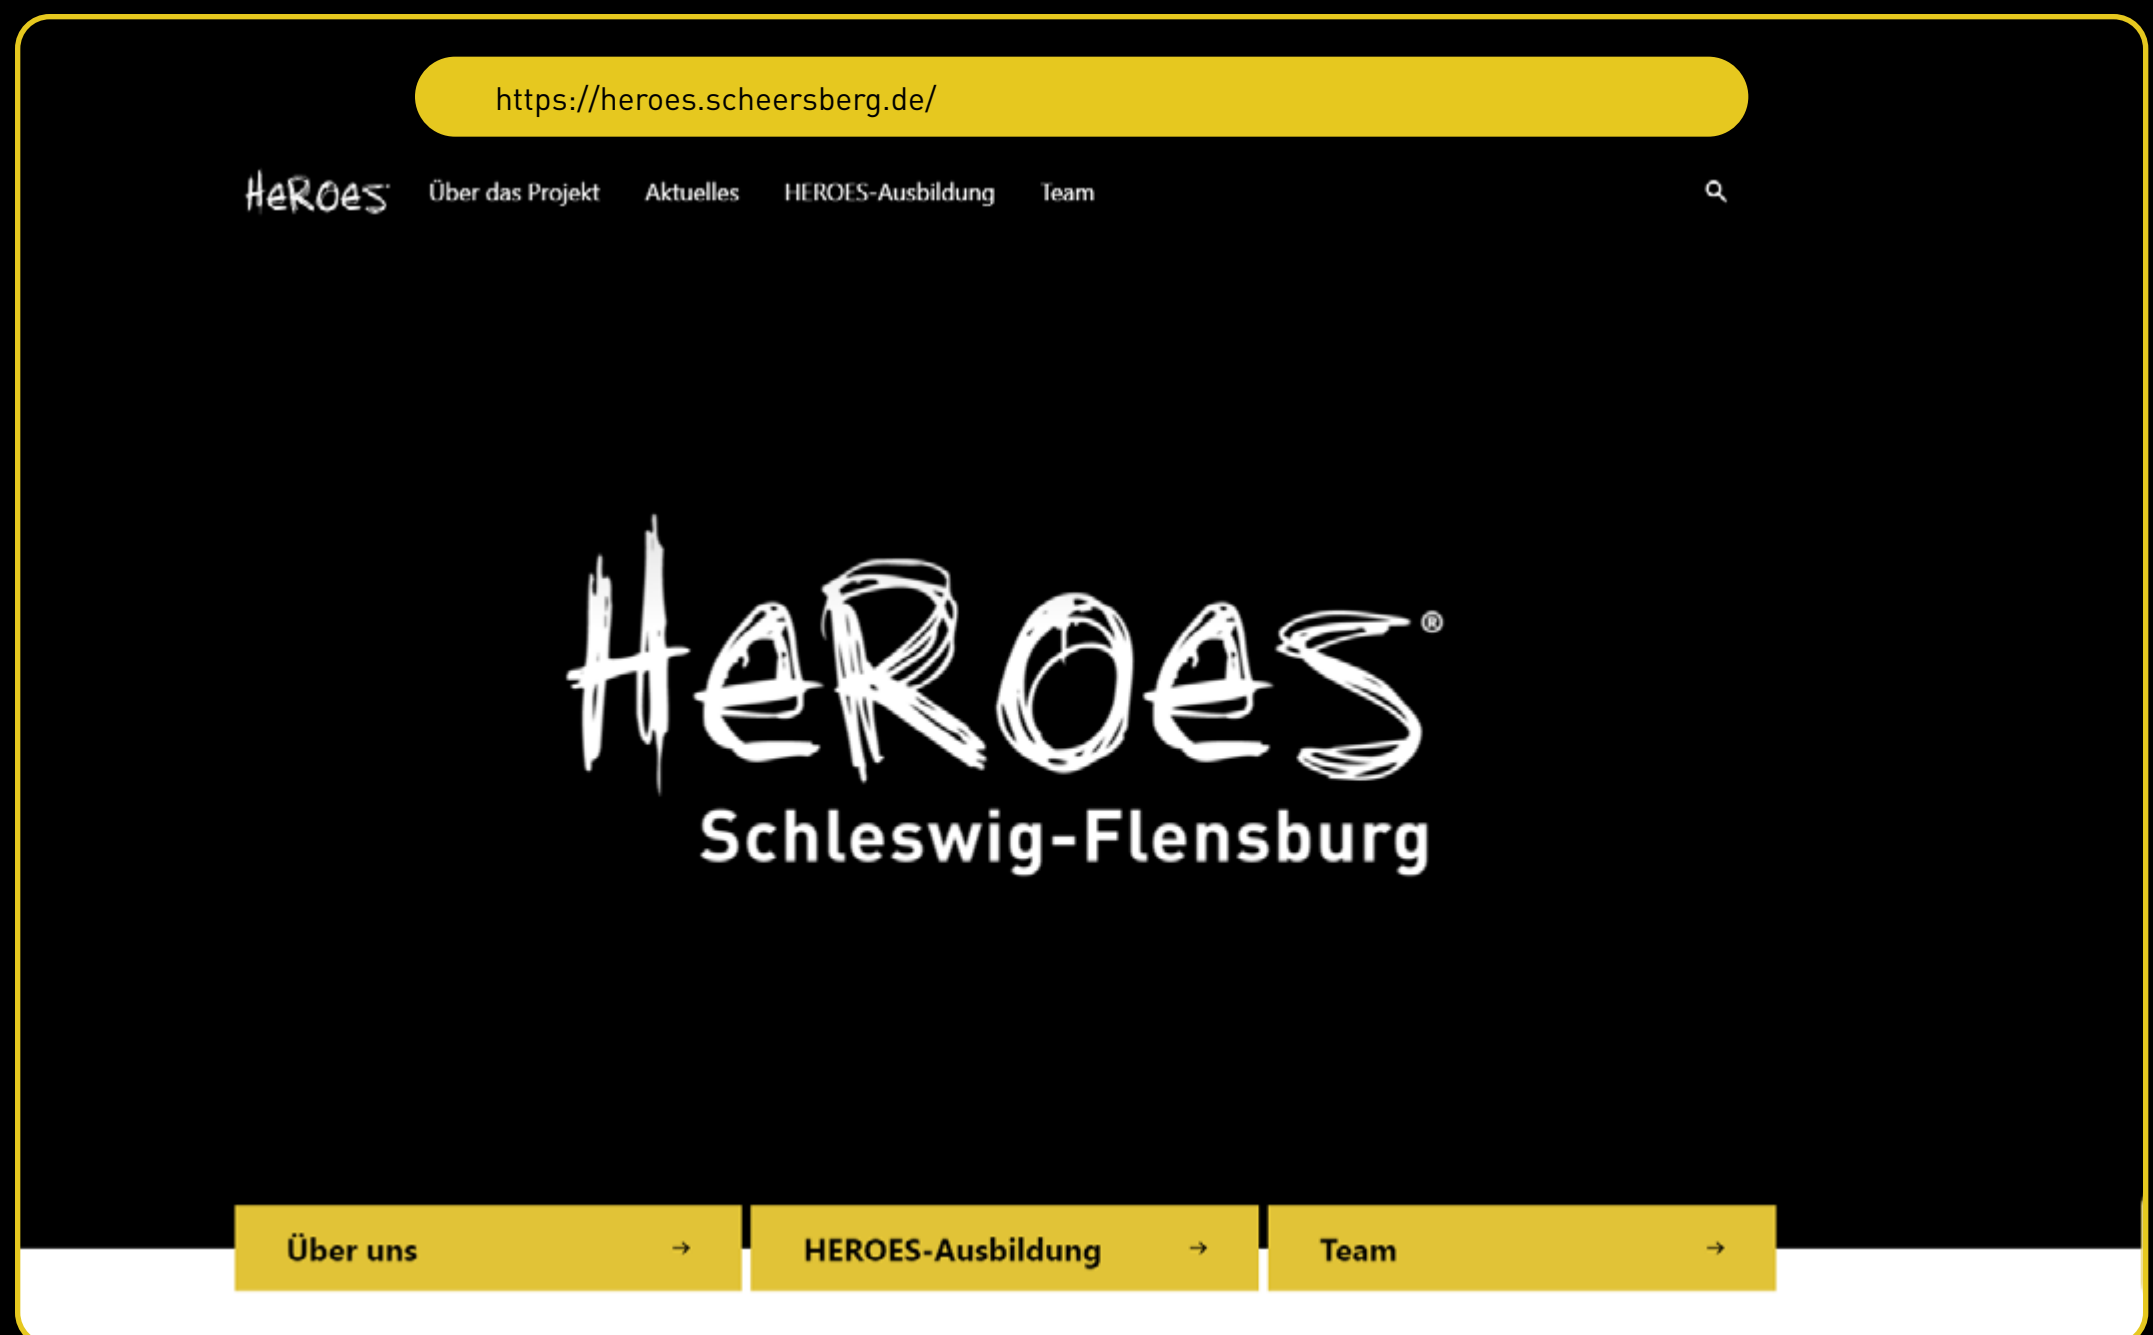 https://heroes.scheersberg.de/
HeRoes Über das Projekt Aktuelles HEROES-Ausbildung Team
HeRoes®
Schleswig-Flensburg
Über uns → HEROES-Ausbildung → Team →